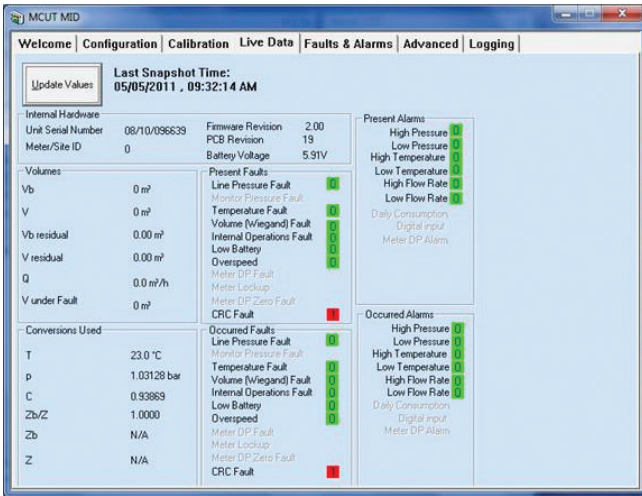 MCUT MID
Welcome Configuration Calibration Live Data Faults & Alarms Advanced Logging
Update Values
Last Snapshot Time:
05/05/2011 , 09:32:14 AM
Internal Hardware
Unit Serial Number 08/10/096639 Firmware Revision 2.00
PCB Revision 19
Meter/Site ID 0
Battery Voltage 5.91V
Volumes
Vb 0 m³
V 0 m³
Vb residual 0.00 m³
V residual 0.00 m³
Q 0.0 m³/h
V under Fault 0 m³
Present Faults
Line Pressure Fault 0
Monitor Pressure Fault
Temperature Fault 0
Volume (Wiegand) Fault 0
Internal Operations Fault 0
Low Battery 0
Overspeed 0
Meter DP Fault
Meter Lockup
Meter DP Zero Fault
CRC Fault 1
Present Alarms
High Pressure 0
Low Pressure 0
High Temperature 0
Low Temperature 0
High Flow Rate 0
Low Flow Rate 0
Daily Consumption
Digital input
Meter DP Alarm
Conversions Used
T 23.0 °C
p 1.03128 bar
C 0.93869
Zb/Z 1.0000
Zb N/A
Z N/A
Occurred Faults
Line Pressure Fault 0
Monitor Pressure Fault
Temperature Fault 0
Volume (Wiegand) Fault 0
Internal Operations Fault 0
Low Battery 0
Overspeed 0
Meter DP Fault
Meter Lockup
Meter DP Zero Fault
CRC Fault 1
Occurred Alarms
High Pressure 0
Low Pressure 0
High Temperature 0
Low Temperature 0
High Flow Rate 0
Low Flow Rate 0
Daily Consumption
Digital input
Meter DP Alarm